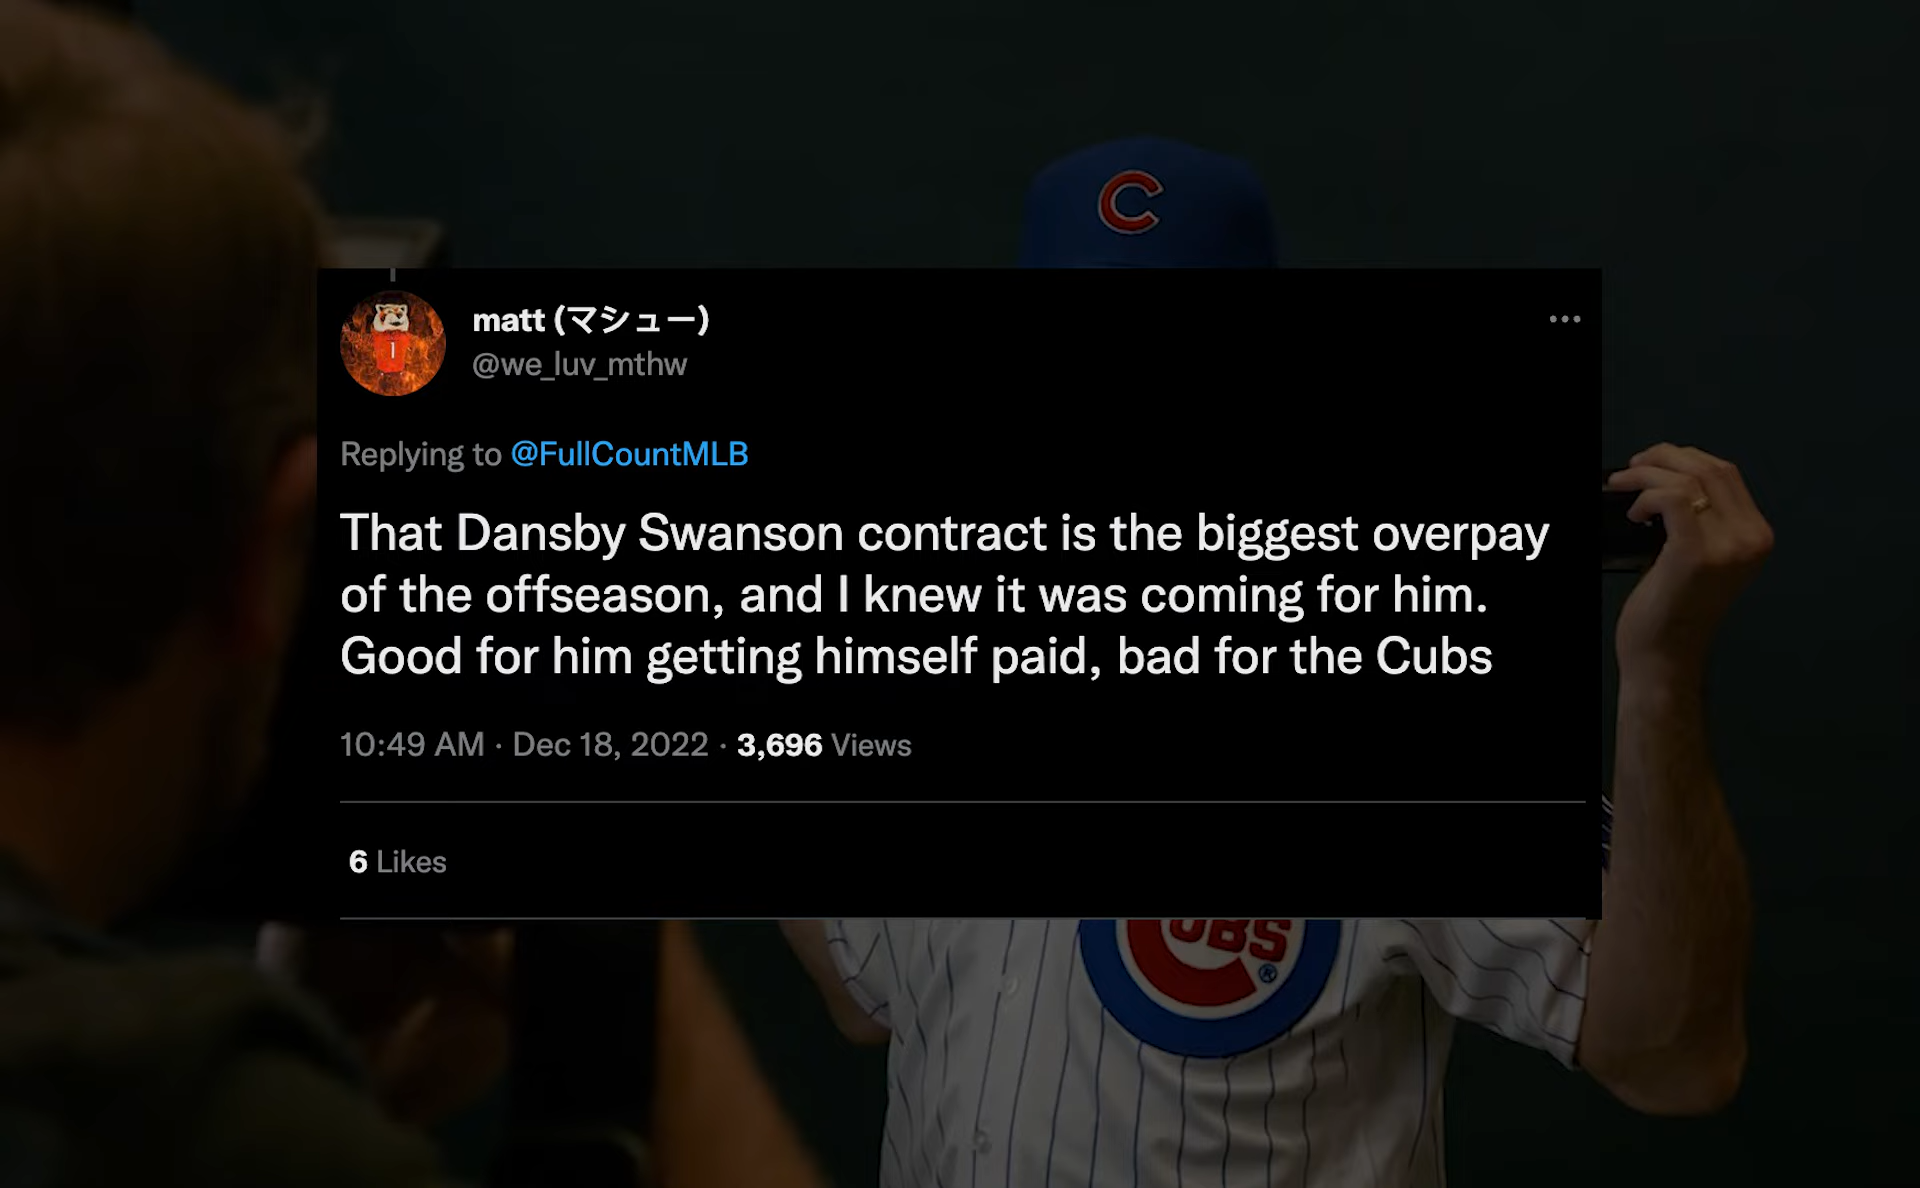 C
matt (マシュー)
@we_luv_mthw
1
Replying to @FullCountMLB
That Dansby Swanson contract is the biggest overpay
of the offseason, and I knew it was coming for him.
Good for him getting himself paid, bad for the Cubs
10:49 AM · Dec 18, 2022 · 3,696 Views
6 Likes
CUBS
®